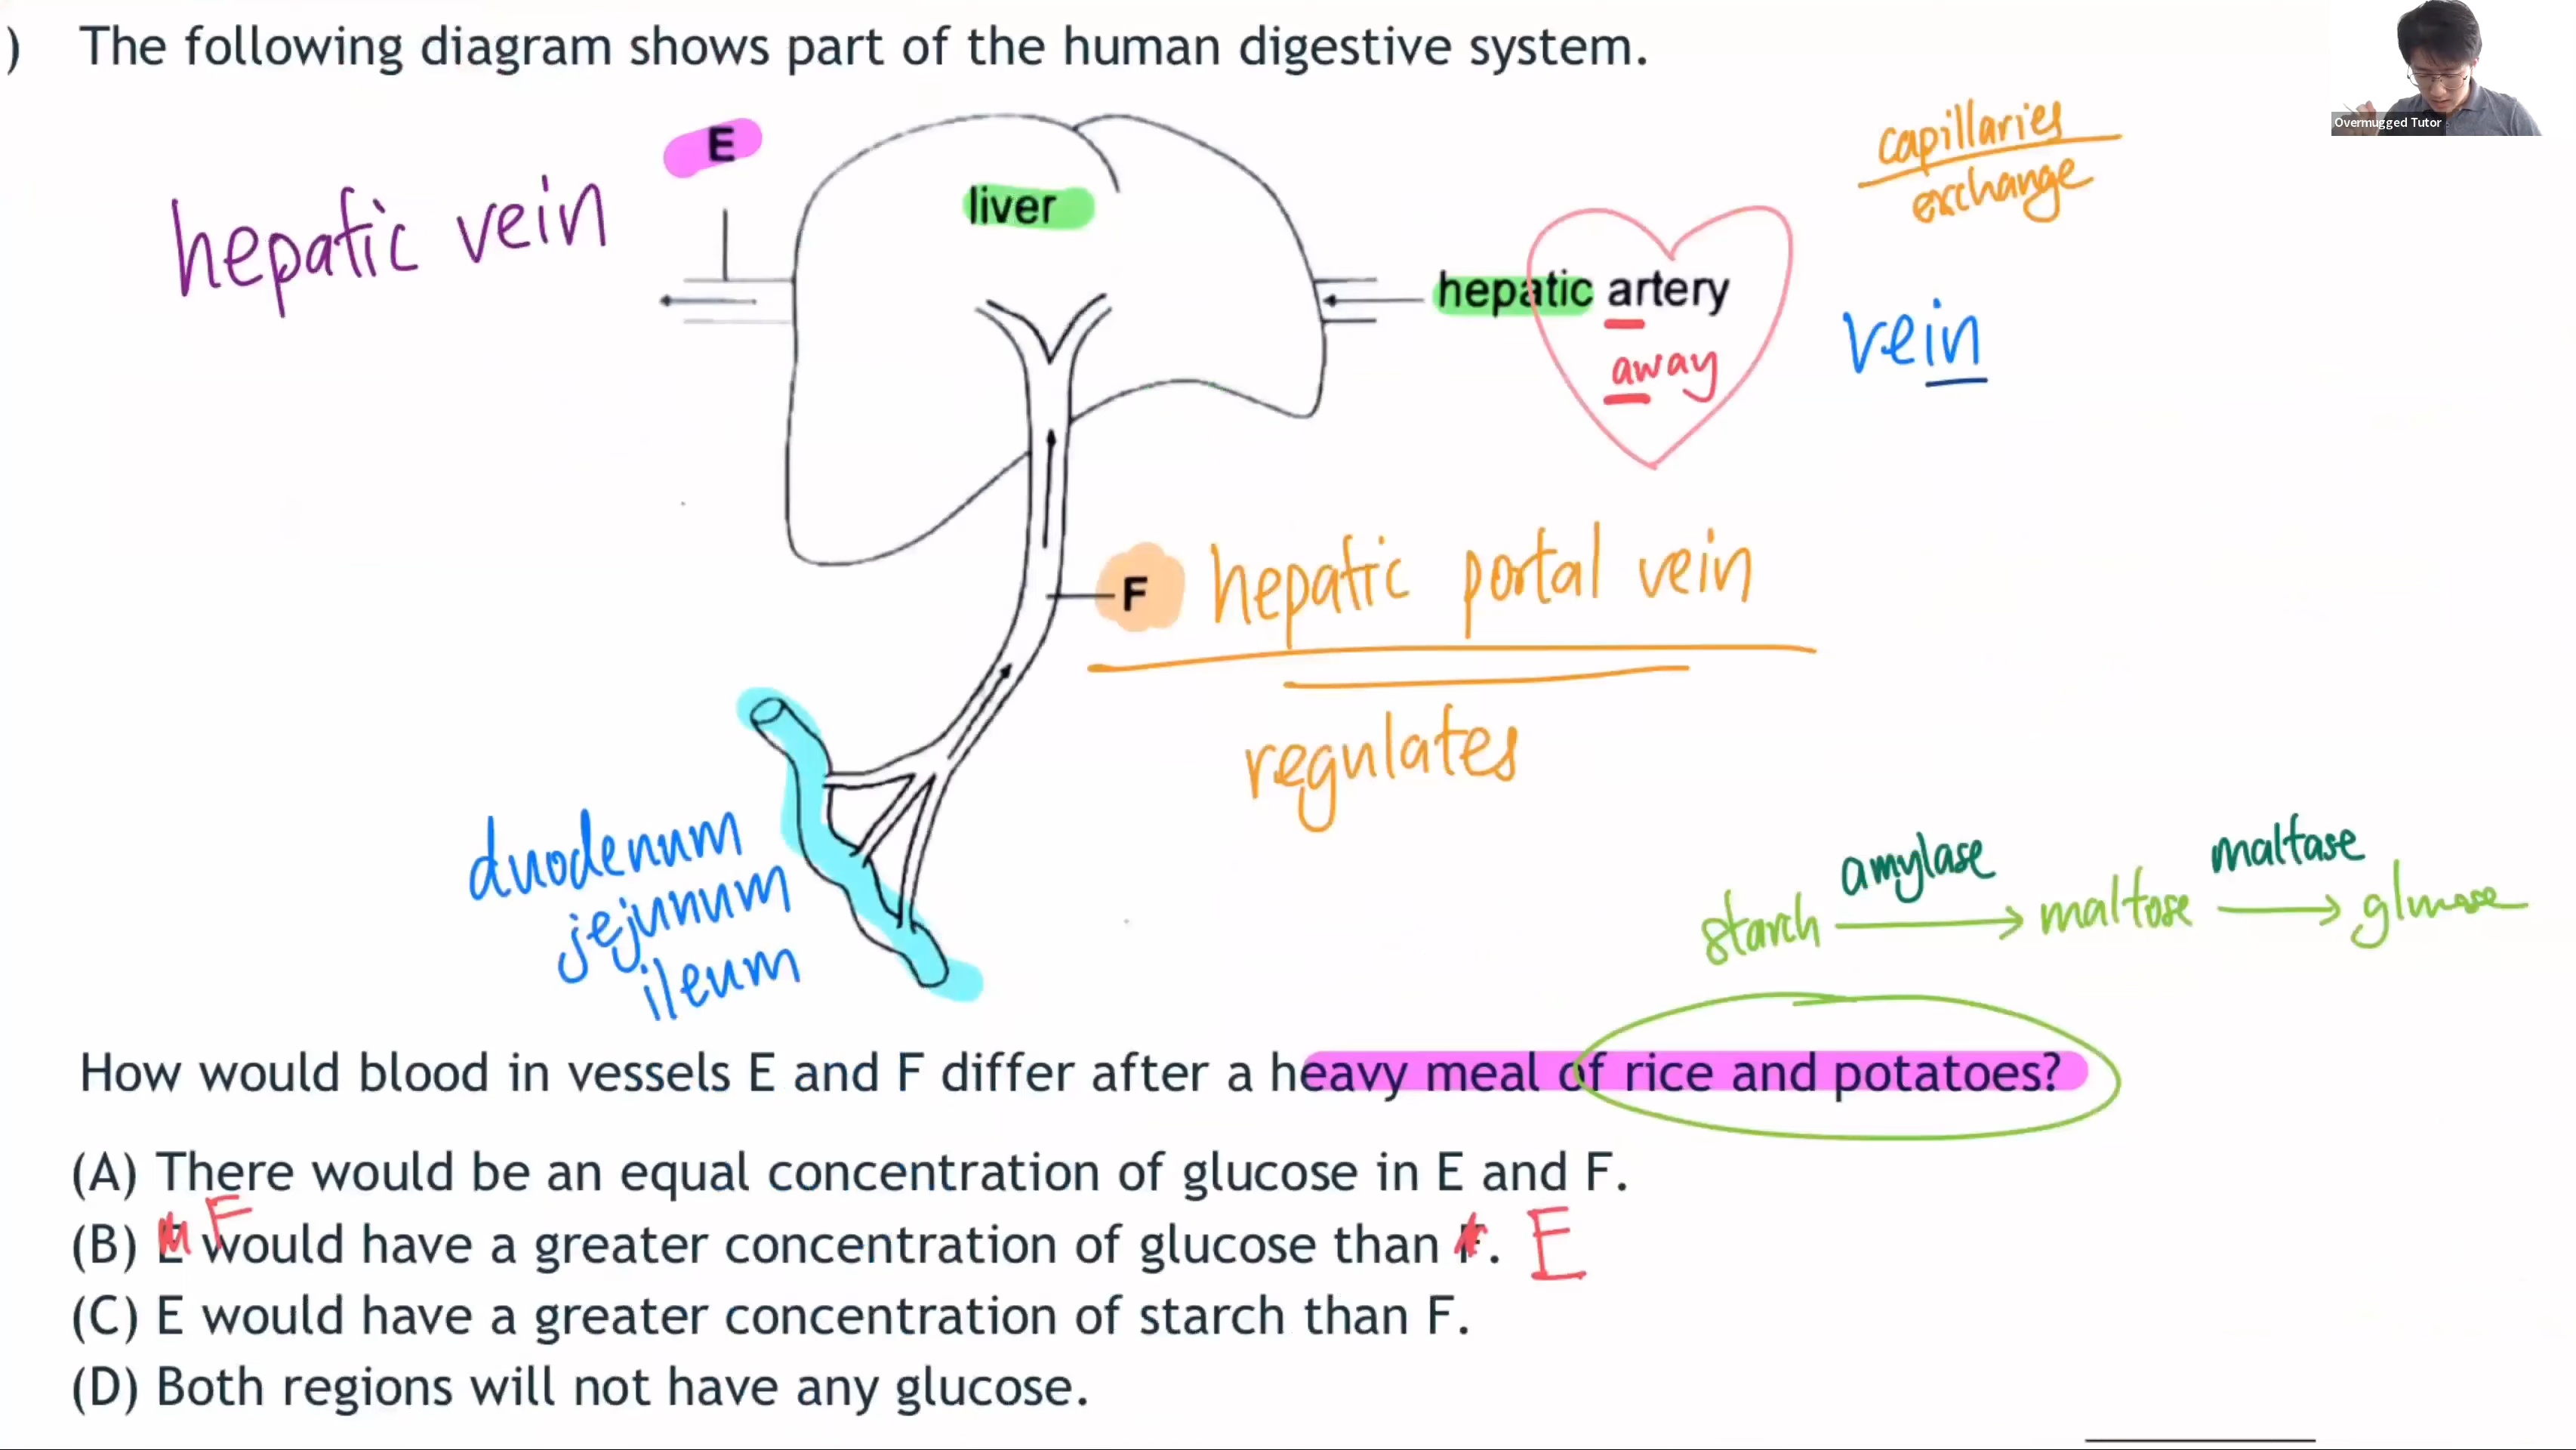 ) The following diagram shows part of the human digestive system.
Overmugged Tutor
E
capillaries
exchange
hepatic vein
liver
hepatic artery
away
vein
F hepatic portal vein
regulates
duodenum
jejunum
ileum
amylase maltase
starch maltose glucose
How would blood in vessels E and F differ after a heavy meal of rice and potatoes?
(A) There would be an equal concentration of glucose in E and F.
(B) F would have a greater concentration of glucose than . E
(C) E would have a greater concentration of starch than F.
(D) Both regions will not have any glucose.